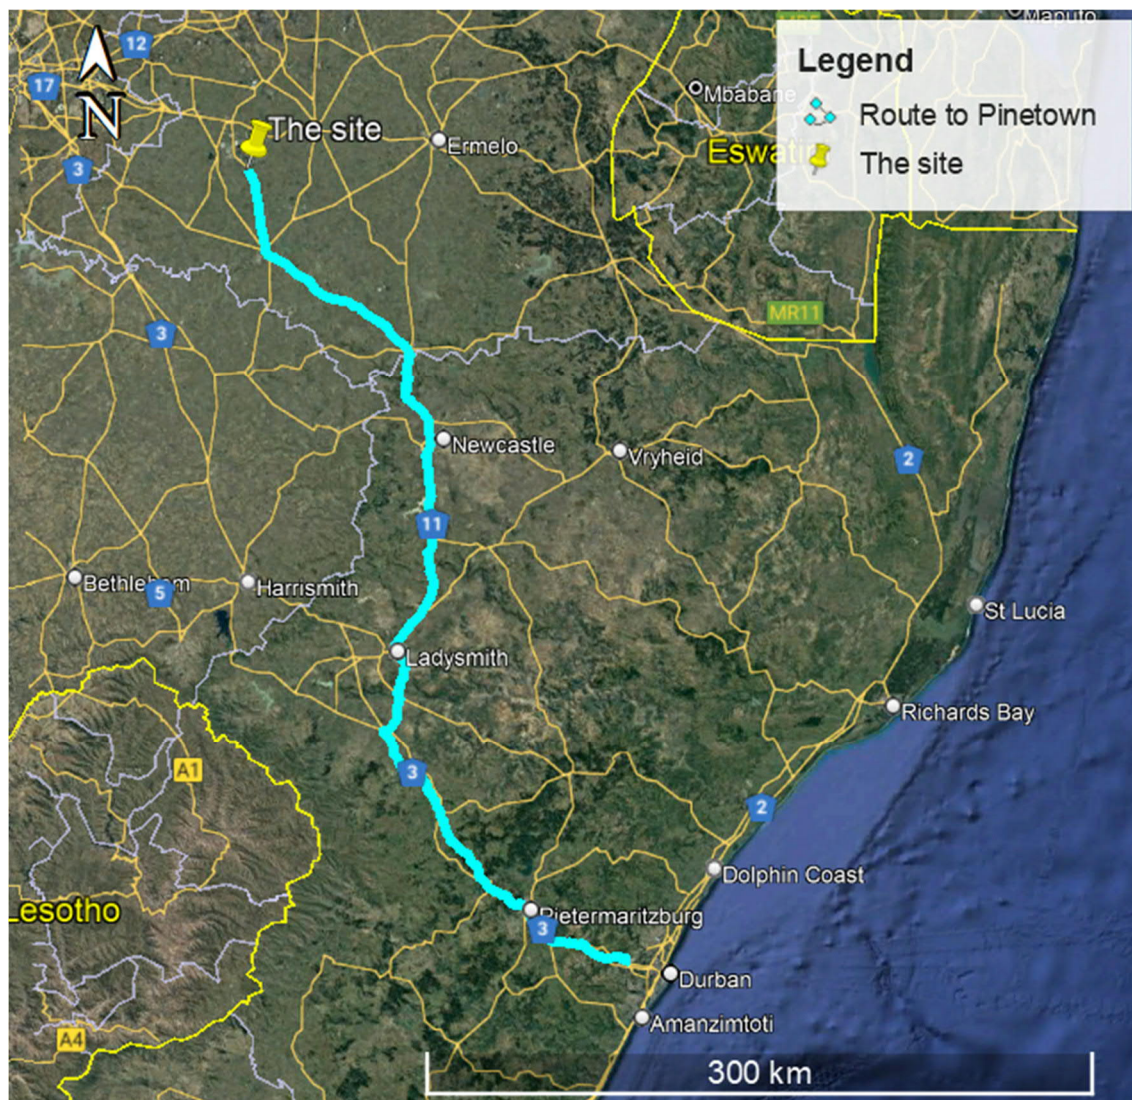 Maputo
12
Legend
17
N
Mbabane
Route to Pinetown
The site
Ermelo
Eswatin
3
The site
MR11
3
Newcastle
Vryheid
2
11
Bethlehem
5
Harrismith
St Lucia
Ladysmith
Richards Bay
A1
3
2
Dolphin Coast
Lesotho
Pietermaritzburg
3
Durban
Amanzimtoti
A4
300 km